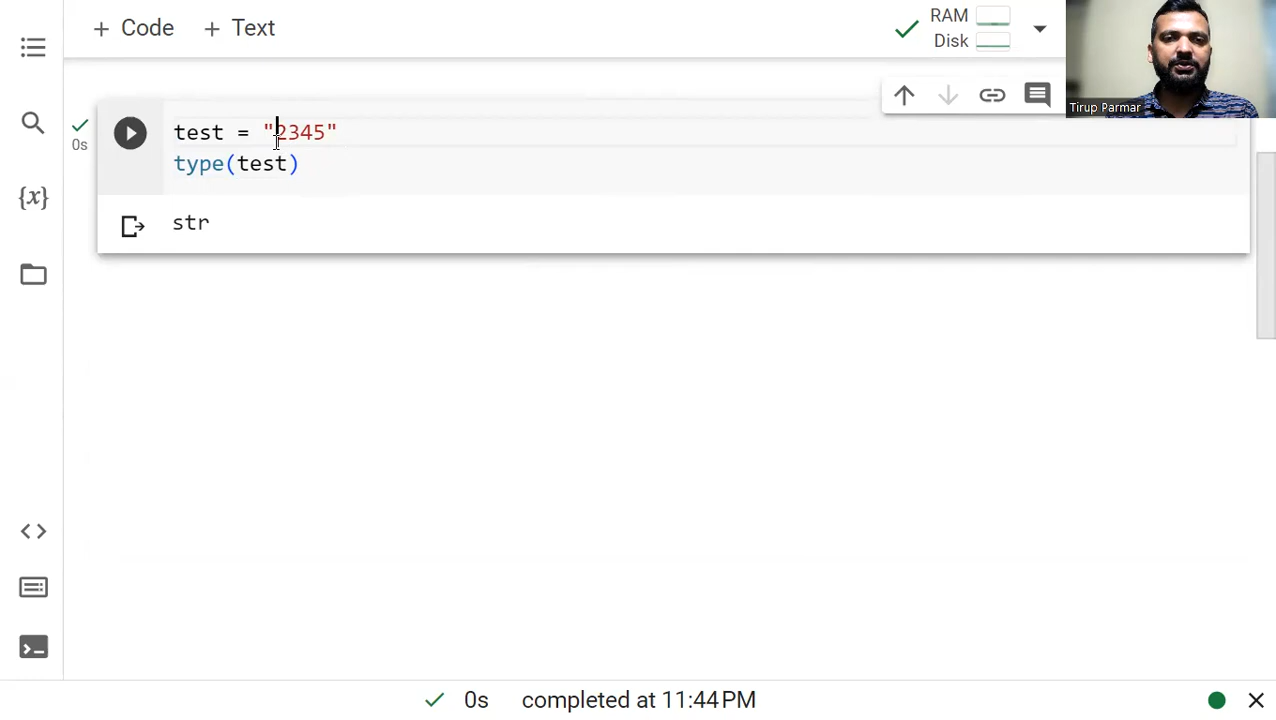 + Code + Text
RAM
Disk
Tirup Parmar
{x}
0s
test = "2345"
type(test)
str
0s completed at 11:44 PM